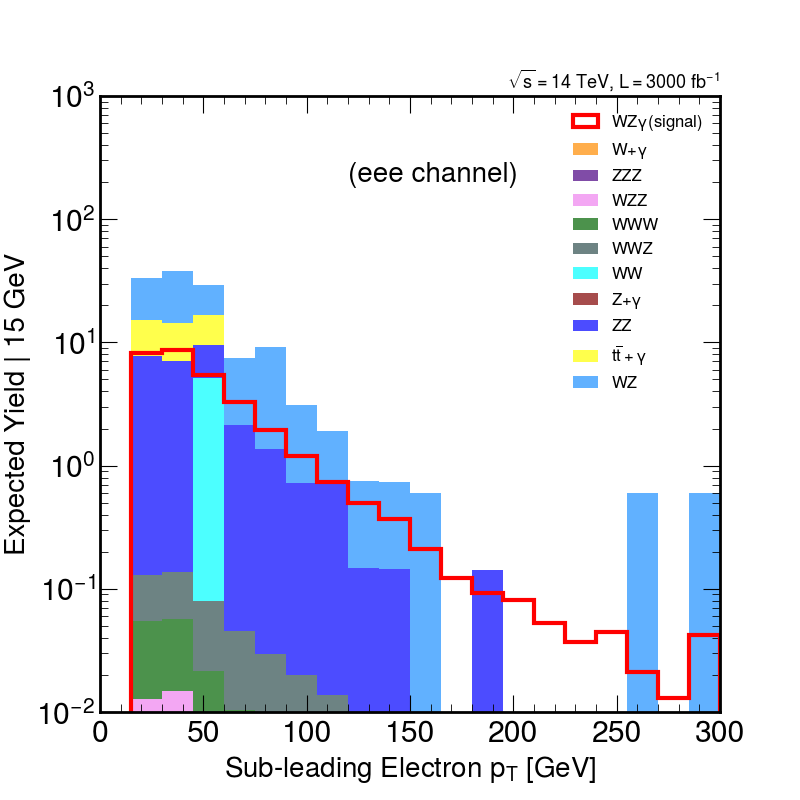 √s = 14 TeV, L = 3000 fb⁻¹
10³
WZγ(signal)
W+γ
(eee channel)
ZZZ
WZZ
10²
WWW
WWZ
WW
Z+γ
ZZ
10¹
tt̄+γ
WZ
10⁰
10⁻¹
10⁻²
Expected Yield | 15 GeV
0 50 100 150 200 250 300
Sub-leading Electron p_T [GeV]